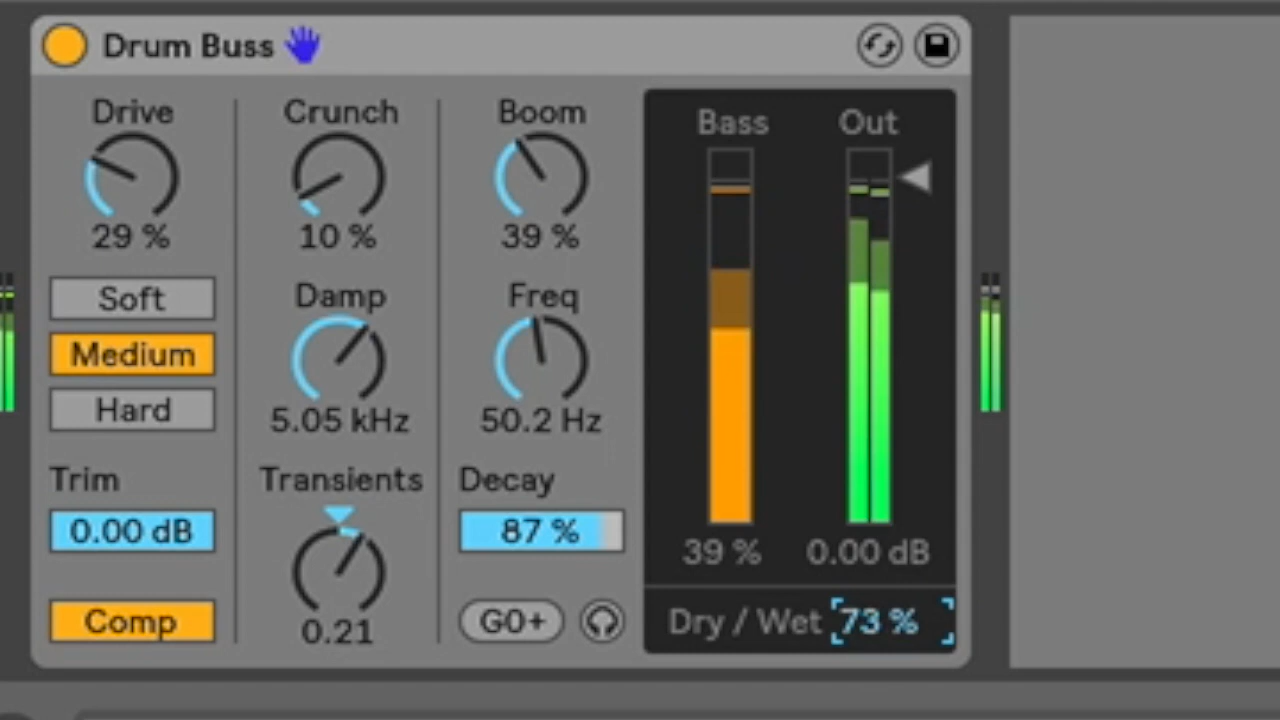 Drum Buss
Drive
29 %
Soft
Medium
Hard
Trim
0.00 dB
Comp
Crunch
10 %
Damp
5.05 kHz
Transients
0.21
Boom
39 %
Freq
50.2 Hz
Decay
87 %
G0+
Bass
Out
39 %
0.00 dB
Dry / Wet 73 %